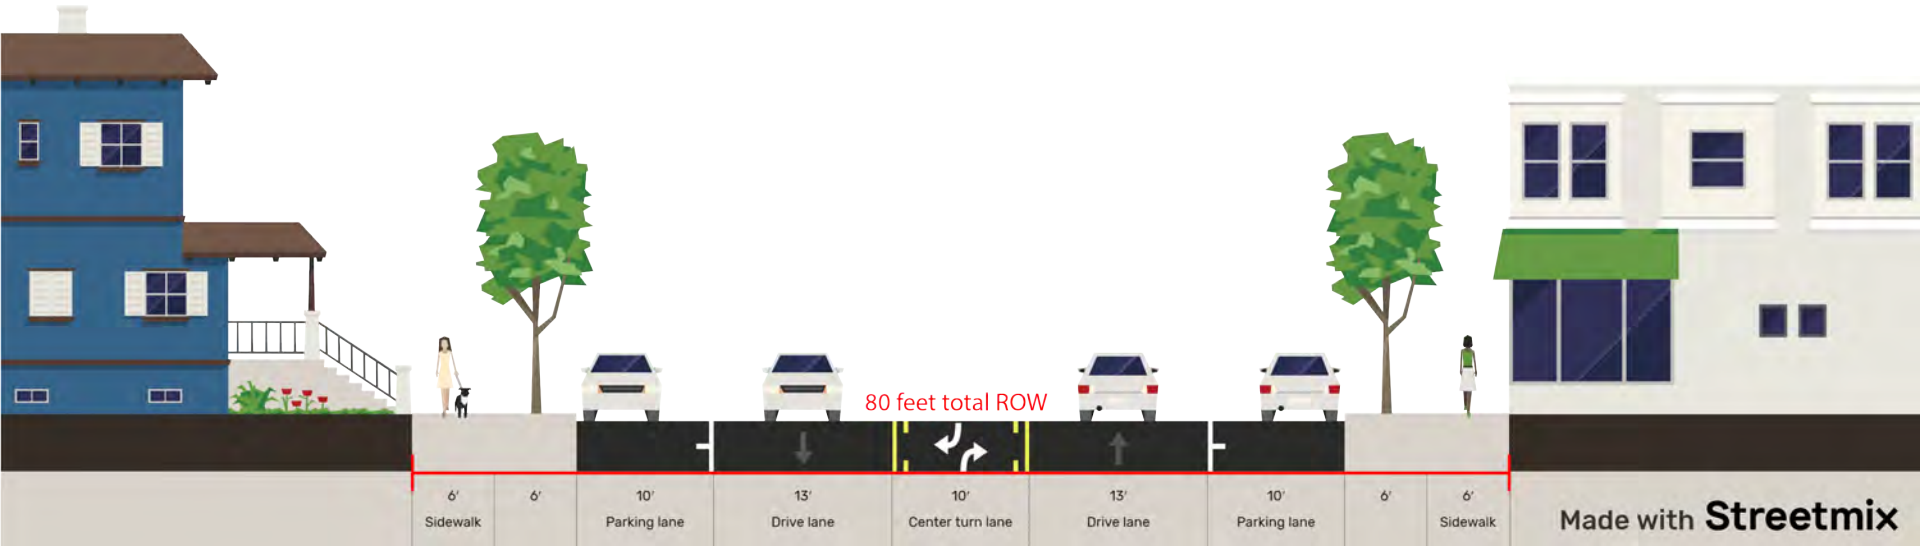 80 feet total ROW
6' 6' 10' 13' 10' 13' 10' 6' 6'
Sidewalk Parking lane Drive lane Center turn lane Drive lane Parking lane Sidewalk
Made with Streetmix